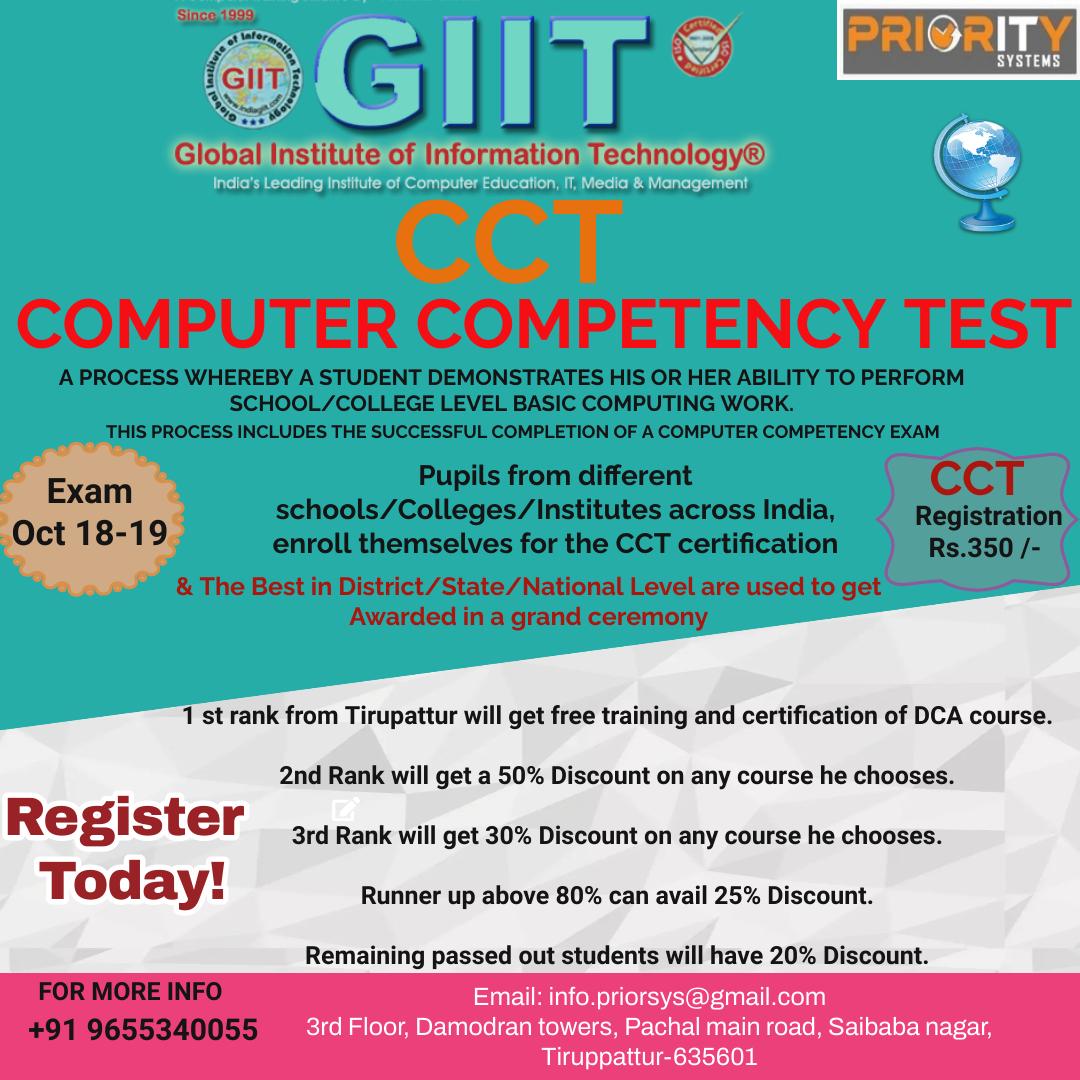 Since 1999
GIIT
Global Institute of Information Technology
GIIT
www.indiagiit.com
ISO Certified
PRIORITY
SYSTEMS
Global Institute of Information Technology®
India's Leading Institute of Computer Education, IT, Media & Management
CCT
COMPUTER COMPETENCY TEST
A PROCESS WHEREBY A STUDENT DEMONSTRATES HIS OR HER ABILITY TO PERFORM
SCHOOL/COLLEGE LEVEL BASIC COMPUTING WORK.
THIS PROCESS INCLUDES THE SUCCESSFUL COMPLETION OF A COMPUTER COMPETENCY EXAM
Exam
Oct 18-19
Pupils from different
schools/Colleges/Institutes across India,
enroll themselves for the CCT certification
CCT
Registration
Rs.350 /-
& The Best in District/State/National Level are used to get
Awarded in a grand ceremony
1 st rank from Tirupattur will get free training and certification of DCA course.
2nd Rank will get a 50% Discount on any course he chooses.
3rd Rank will get 30% Discount on any course he chooses.
Runner up above 80% can avail 25% Discount.
Remaining passed out students will have 20% Discount.
Register
Today!
FOR MORE INFO
+91 9655340055
Email: info.priorsys@gmail.com
3rd Floor, Damodran towers, Pachal main road, Saibaba nagar,
Tiruppattur-635601